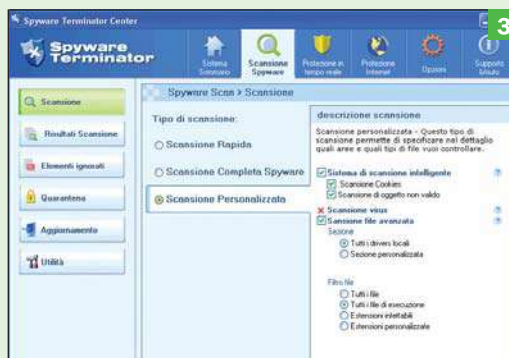 Spyware Terminator Center
3
Spyware
Terminator
Sistema
Sommario
Scansione
Spyware
Protezione in
tempo reale
Protezione
Internet
Opzioni
Supporto
Scansione
Risultati Scansione
Elementi ignorati
Quarantena
Aggiornamento
Utilità
Spyware Scan > Scansione
Tipo di scansione:
Scansione Rapida
Scansione Completa Spyware
Scansione Personalizzata
descrizione scansione
Scansione personalizzata - Questo tipo di
scansione permette di specificare nel dettaglio
quali aree e quali tipi di file vuoi controllare.
Sistema di scansione intelligente
Scansione Cookies
Scansione di oggetto non valido
Scansione virus
Sansione file avanzata
Sezione
Tutti i drivers locali
Sezione personalizzata
Filtro file
Tutti i file
Tutti i file di esecuzione
Estensioni infettabili
Estensioni personalizzate